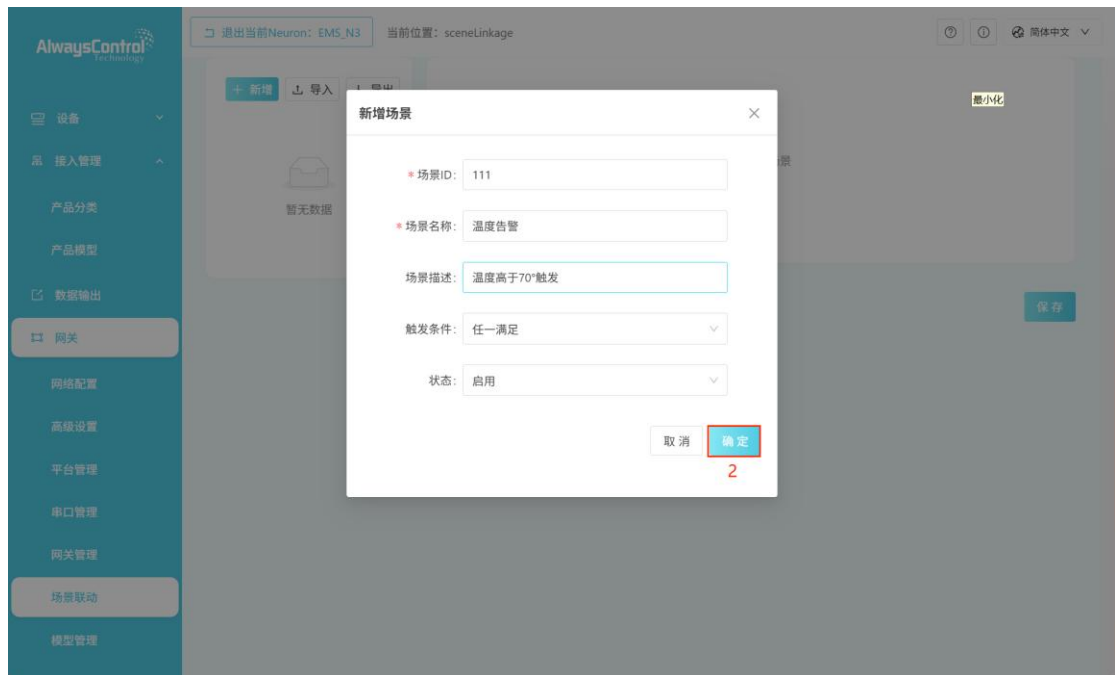 AlwaysControl
Technology
退出当前Neuron: EMS_N3
当前位置: sceneLinkage
简体中文
设备
接入管理
产品分类
产品模型
数据输出
网关
网络配置
高级设置
平台管理
串口管理
网关管理
场景联动
模型管理
+ 新增
导入
暂无数据
最小化
新增场景
* 场景ID: 111
* 场景名称: 温度告警
场景描述: 温度高于70°触发
触发条件: 任一满足
状态: 启用
取消
确定
2
保存